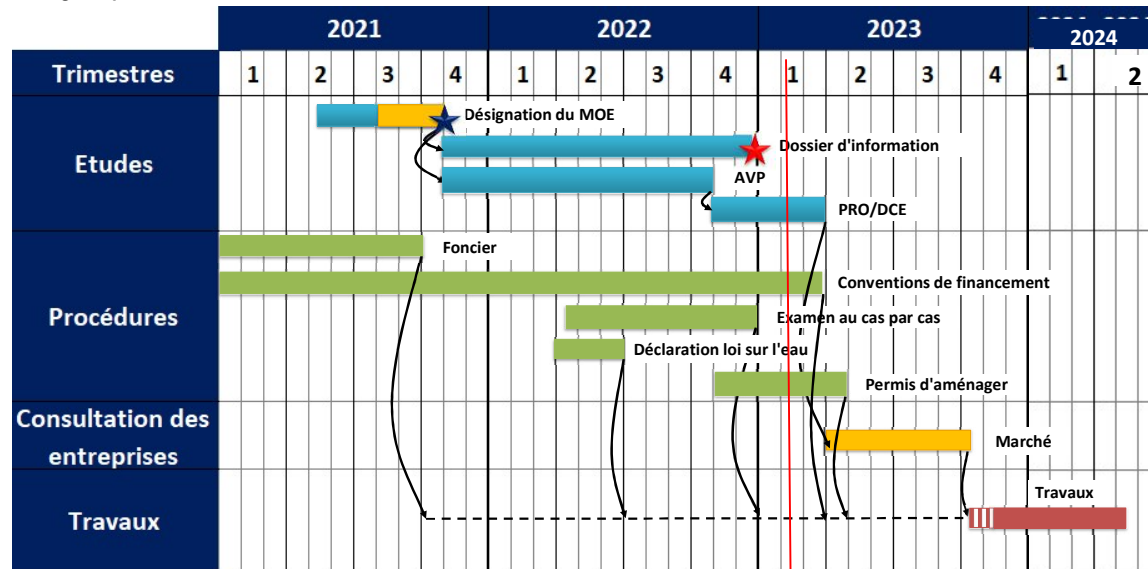 2021 2022 2023 2024
Trimestres 1 2 3 4 1 2 3 4 1 2 3 4 1 2
Etudes
Désignation du MOE
Dossier d'information
AVP
PRO/DCE
Procédures
Foncier
Conventions de financement
Examen au cas par cas
Déclaration loi sur l'eau
Permis d'aménager
Consultation des
entreprises
Marché
Travaux
Travaux